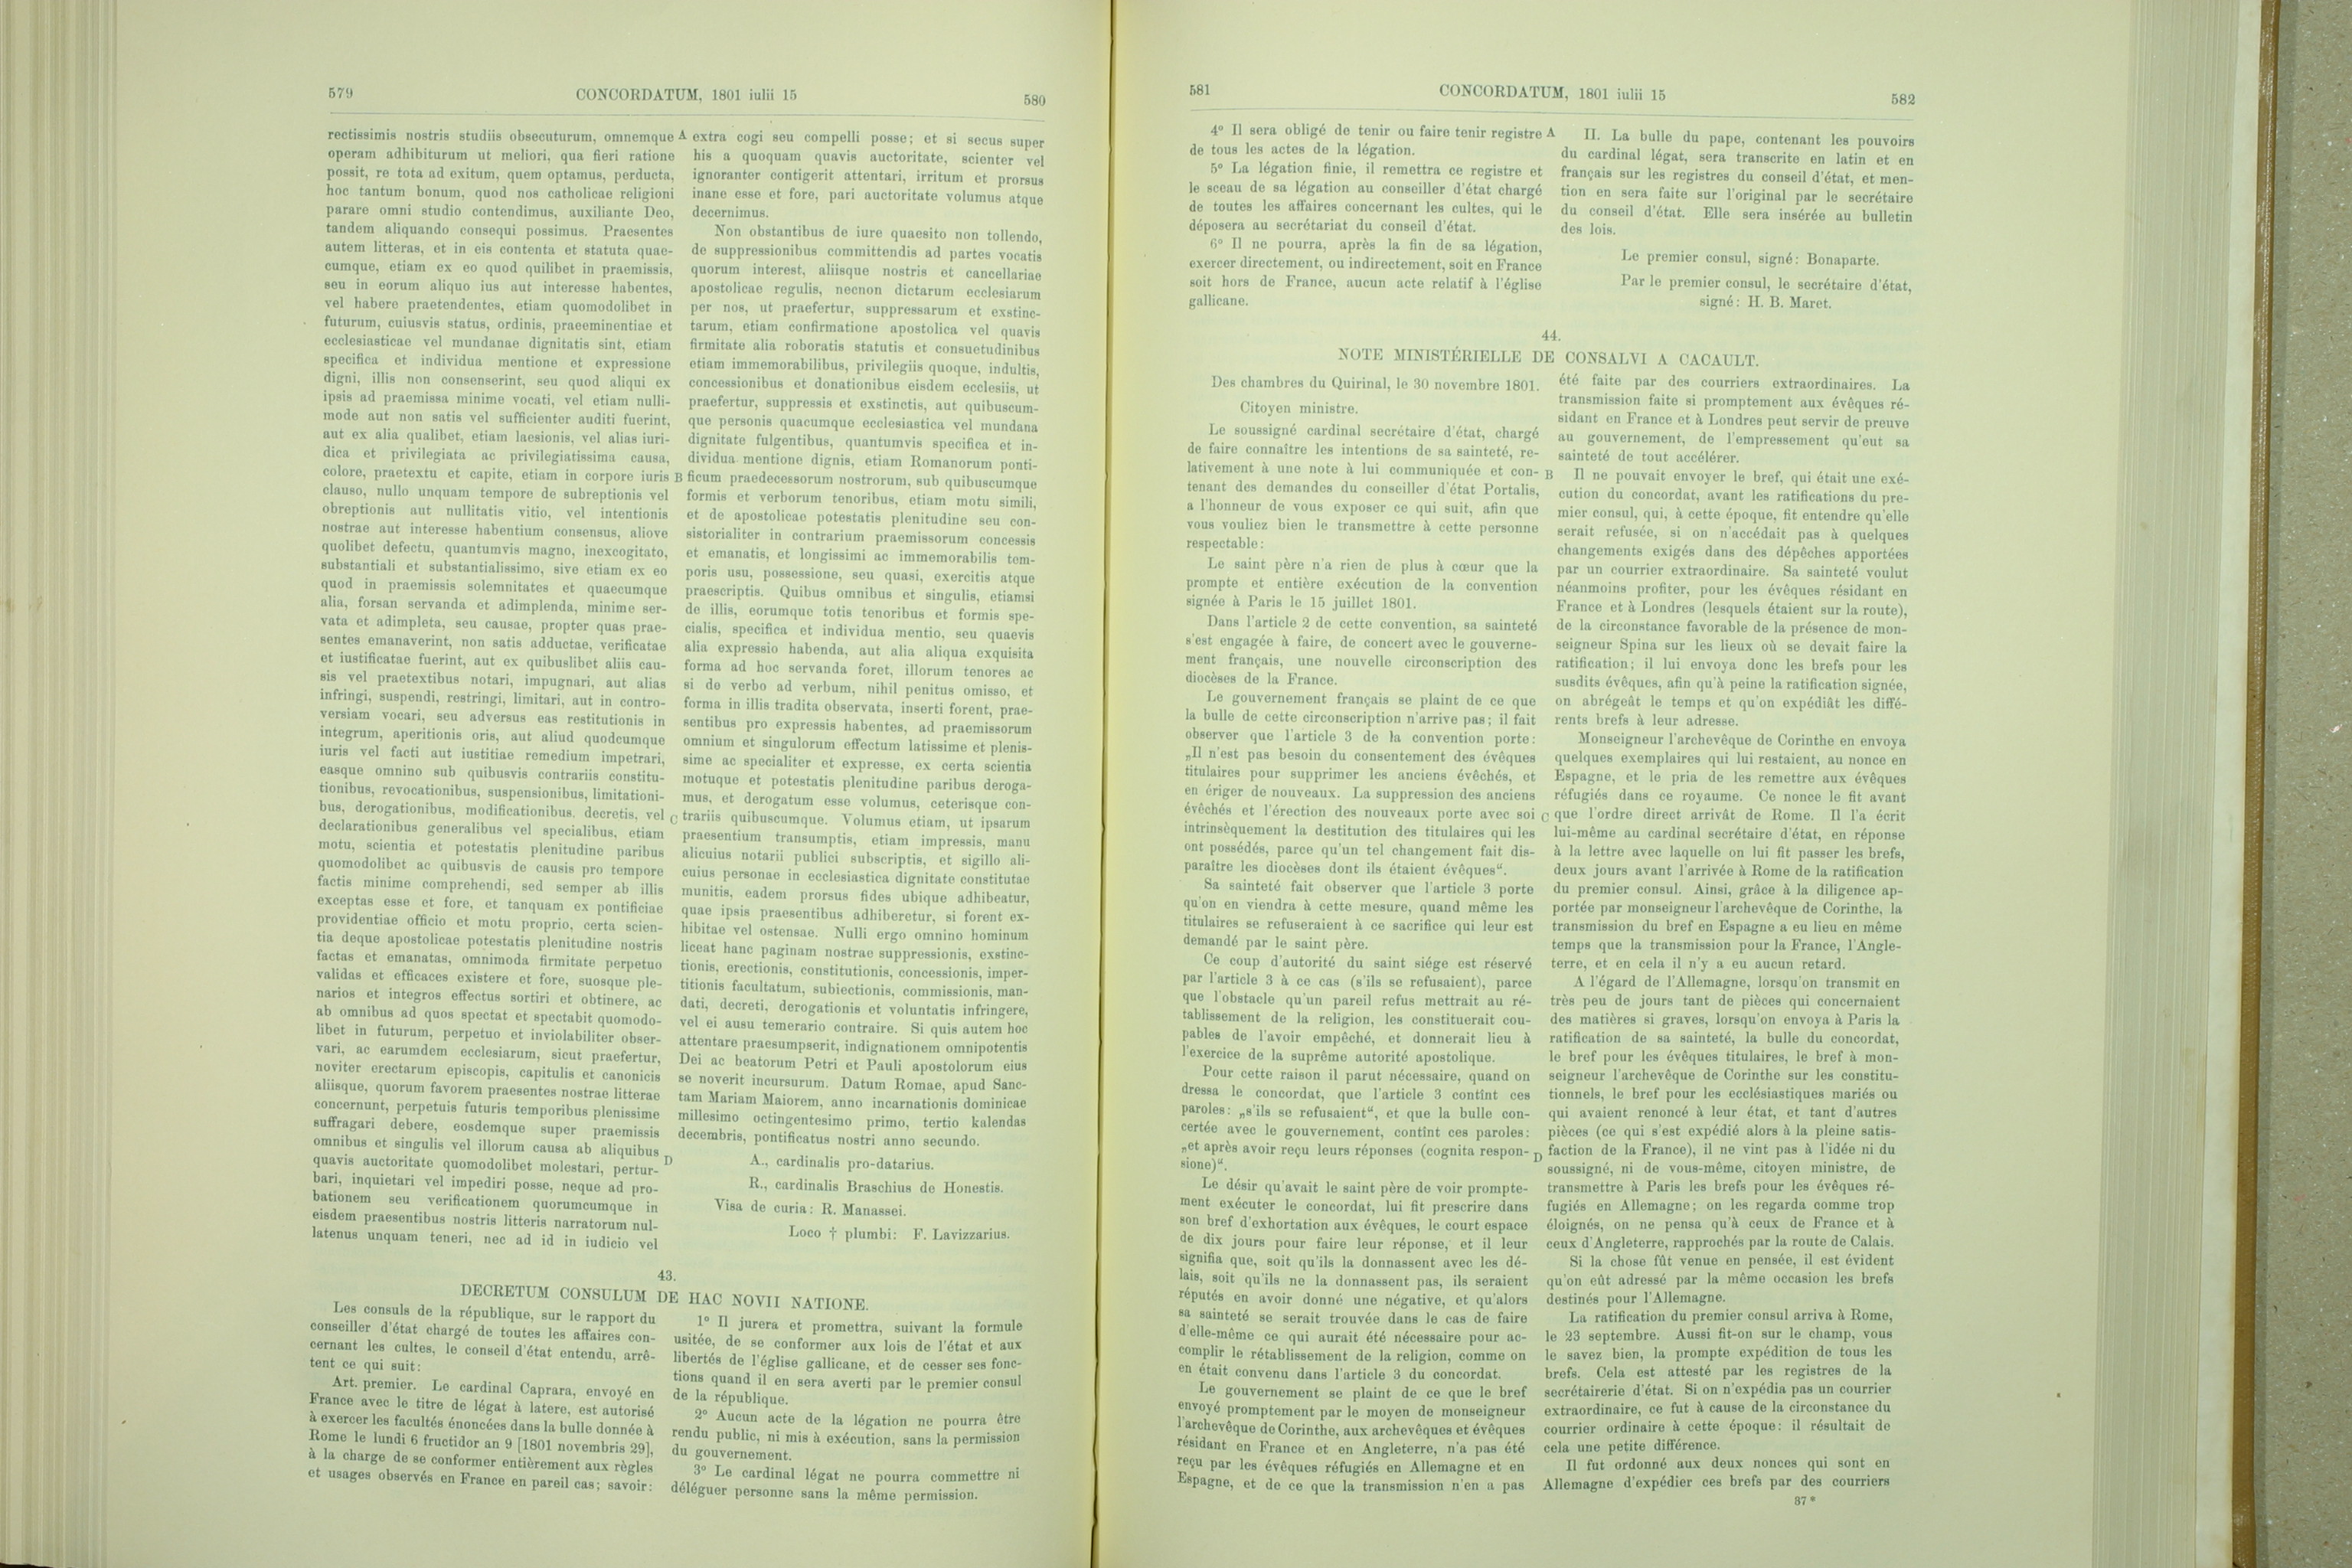 579
CONCORDATUM, 1801 iulii 15
580
rectissimis nostris studiis obsecuturum, omnemque
operam adhibiturum ut meliori, qua fieri ratione
possit, re tota ad exitum, quem optamus, perducta,
hoc tantum bonum, quod nos catholicae religioni
parare omni studio contendimus, auxiliante Deo,
tandem aliquando consequi possimus. Praesentes
autem litteras, et in eis contenta et statuta quae-
cumque, etiam ex eo quod quilibet in praemissis,
seu in eorum aliquo ius aut interesse habentes,
vel habere praetendentes, etiam quomodolibet in
futurum, cuiusvis status, ordinis, praeeminentiae et
ecclesiasticae vel mundanae dignitatis sint, etiam
specifica et individua mentione et expressione
digni, illis non consenserint, seu quod aliqui ex
ipsis ad praemissa minime vocati, vel etiam nulli-
mode aut non satis vel sufficienter auditi fuerint,
aut ex alia qualibet, etiam laesionis, vel alias iuri-
dica et privilegiata ac privilegiatissima causa,
colore, praetextu et capite, etiam in corpore iuris
clauso, nullo unquam tempore de subreptionis vel
obreptionis aut nullitatis vitio, vel intentionis
nostrae aut interesse habentium consensus, aliove
quolibet defectu, quantumvis magno, inexcogitato,
substantiali et substantialissimo, sive etiam ex eo
quod in praemissis solemnitates et quaecumque
alia, forsan servanda et adimplenda, minime ser-
vata et adimpleta, seu causae, propter quas prae-
sentes emanaverint, non satis adductae, verificatae
et iustificatae fuerint, aut ex quibuslibet aliis cau-
sis vel praetextibus notari, impugnari, aut alias
infringi, suspendi, restringi, limitari, aut in contro-
versiam vocari, seu adversus eas restitutionis in
integrum, aperitionis oris, aut aliud quodcumque
iuris vel facti aut iustitiae remedium impetrari,
easque omnino sub quibusvis contrariis constitu-
tionibus, revocationibus, suspensionibus, limitationi-
bus, derogationibus, modificationibus, decretis, vel
declarationibus generalibus vel specialibus, etiam
motu, scientia et potestatis plenitudine paribus
quomodolibet ac quibusvis de causis pro tempore
factis minime comprehendi, sed semper ab illis
exceptas esse et fore, et tanquam ex pontificiae
providentiae officio et motu proprio, certa scien-
tia deque apostolicae potestatis plenitudine nostris
factas et emanatas, omnimoda firmitate perpetuo
validas et efficaces existere et fore, suosque ple-
narios et integros effectus sortiri et obtinere, ac
ab omnibus ad quos spectat et spectabit quomodo-
libet in futurum, perpetuo et inviolabiliter obser-
vari, ac earumdem ecclesiarum, sicut praefertur,
noviter erectarum episcopis, capitulis et canonicis
aliisque, quorum favorem praesentes nostrae litterae
concernunt, perpetuis futuris temporibus plenissime
suffragari debere, eosdemque super praemissis
omnibus et singulis vel illorum causa ab aliquibus
quavis auctoritate quomodolibet molestari, pertur-
bari, inquietari vel impediri posse, neque ad pro-
bationem seu verificationem quorumcumque in
eisdem praesentibus nostris litteris narratorum nul-
latenus unquam teneri, nec ad id in iudicio vel
A
B
C
D
extra cogi seu compelli posse; et si secus super
his a quoquam quavis auctoritate, scienter vel
ignoranter contigerit attentari, irritum et prorsus
inane esse et fore, pari auctoritate volumus atque
decernimus.
Non obstantibus de iure quaesito non tollendo,
de suppressionibus committendis ad partes vocatis
quorum interest, aliisque nostris et cancellariae
apostolicae regulis, necnon dictarum ecclesiarum
per nos, ut praefertur, suppressarum et exstinc-
tarum, etiam confirmatione apostolica vel quavis
firmitate alia roboratis statutis et consuetudinibus
etiam immemorabilibus, privilegiis quoque, indultis,
concessionibus et donationibus eisdem ecclesiis, ut
praefertur, suppressis et exstinctis, aut quibuscum-
que personis quacumque ecclesiastica vel mundana
dignitate fulgentibus, quantumvis specifica et in-
dividua mentione dignis, etiam Romanorum ponti-
ficum praedecessorum nostrorum, sub quibuscumque
formis et verborum tenoribus, etiam motu simili,
et de apostolicae potestatis plenitudine seu con-
sistorialiter in contrarium praemissorum concessis
et emanatis, et longissimi ac immemorabilis tem-
poris usu, possessione, seu quasi, exercitis atque
praescriptis. Quibus omnibus et singulis, etiamsi
de illis, eorumque totis tenoribus et formis spe-
cialis, specifica et individua mentio, seu quaevis
alia expressio habenda, aut alia aliqua exquisita
forma ad hoc servanda foret, illorum tenores ac
si de verbo ad verbum, nihil penitus omisso, et
forma in illis tradita observata, inserti forent, prae-
sentibus pro expressis habentes, ad praemissorum
omnium et singulorum effectum latissime et plenis-
sime ac specialiter et expresse, ex certa scientia
motuque et potestatis plenitudine paribus deroga-
mus, et derogatum esse volumus, ceterisque con-
trariis quibuscumque. Volumus etiam, ut ipsarum
praesentium transumptis, etiam impressis, manu
alicuius notarii publici subscriptis, et sigillo ali-
cuius personae in ecclesiastica dignitate constitutae
munitis, eadem prorsus fides ubique adhibeatur,
quae ipsis praesentibus adhiberetur, si forent ex-
hibitae vel ostensae. Nulli ergo omnino hominum
liceat hanc paginam nostrae suppressionis, exstinc-
tionis, erectionis, constitutionis, concessionis, imper-
titionis facultatum, subiectionis, commissionis, man-
dati, decreti, derogationis et voluntatis infringere,
vel ei ausu temerario contraire. Si quis autem hoc
attentare praesumpserit, indignationem omnipotentis
Dei ac beatorum Petri et Pauli apostolorum eius
se noverit incursurum. Datum Romae, apud Sanc-
tam Mariam Maiorem, anno incarnationis dominicae
millesimo octingentesimo primo, tertio kalendas
decembris, pontificatus nostri anno secundo.
A., cardinalis pro-datarius.
R., cardinalis Braschius de Honestis.
Visa de curia: R. Manassei.
Loco † plumbi: F. Lavizzarius.
43.
DECRETUM CONSULUM DE HAC NOVII NATIONE.
Les consuls de la république, sur le rapport du
conseiller d'état chargé de toutes les affaires con-
cernant les cultes, le conseil d'état entendu, arrê-
tent ce qui suit:
Art. premier. Le cardinal Caprara, envoyé en
France avec le titre de légat à latere, est autorisé
à exercer les facultés énoncées dans la bulle donnée à
Rome le lundi 6 fructidor an 9 [1801 novembris 29],
à la charge de se conformer entièrement aux règles
et usages observés en France en pareil cas; savoir:
1º Il jurera et promettra, suivant la formule
usitée, de se conformer aux lois de l'état et aux
libertés de l'église gallicane, et de cesser ses fonc-
tions quand il en sera averti par le premier consul
de la république.
2º Aucun acte de la légation ne pourra être
rendu public, ni mis à exécution, sans la permission
du gouvernement.
3º Le cardinal légat ne pourra commettre ni
déléguer personne sans la même permission.
581
CONCORDATUM, 1801 iulii 15
582
4º Il sera obligé de tenir ou faire tenir registre
de tous les actes de la légation.
5º La légation finie, il remettra ce registre et
le sceau de sa légation au conseiller d'état chargé
de toutes les affaires concernant les cultes, qui le
déposera au secrétariat du conseil d'état.
6º Il ne pourra, après la fin de sa légation,
exercer directement, ou indirectement, soit en France
soit hors de France, aucun acte relatif à l'église
gallicane.
A
II. La bulle du pape, contenant les pouvoirs
du cardinal légat, sera transcrite en latin et en
français sur les registres du conseil d'état, et men-
tion en sera faite sur l'original par le secrétaire
du conseil d'état. Elle sera insérée au bulletin
des lois.
Le premier consul, signé: Bonaparte.
Par le premier consul, le secrétaire d'état,
signé: H. B. Maret.
44.
NOTE MINISTÉRIELLE DE CONSALVI A CACAULT.
Des chambres du Quirinal, le 30 novembre 1801.
Citoyen ministre.
Le soussigné cardinal secrétaire d'état, chargé
de faire connaître les intentions de sa sainteté, re-
lativement à une note à lui communiquée et con-
tenant des demandes du conseiller d'état Portalis,
a l'honneur de vous exposer ce qui suit, afin que
vous vouliez bien le transmettre à cette personne
respectable:
Le saint père n'a rien de plus à cœur que la
prompte et entière exécution de la convention
signée à Paris le 15 juillet 1801.
Dans l'article 2 de cette convention, sa sainteté
s'est engagée à faire, de concert avec le gouverne-
ment français, une nouvelle circonscription des
diocèses de la France.
Le gouvernement français se plaint de ce que
la bulle de cette circonscription n'arrive pas; il fait
observer que l'article 3 de la convention porte:
„Il n'est pas besoin du consentement des évêques
titulaires pour supprimer les anciens évêchés, et
en ériger de nouveaux. La suppression des anciens
évêchés et l'érection des nouveaux porte avec soi
intrinsèquement la destitution des titulaires qui les
ont possédés, parce qu'un tel changement fait dis-
paraître les diocèses dont ils étaient évêques“.
Sa sainteté fait observer que l'article 3 porte
qu'on en viendra à cette mesure, quand même les
titulaires se refuseraient à ce sacrifice qui leur est
demandé par le saint père.
Ce coup d'autorité du saint siége est réservé
par l'article 3 à ce cas (s'ils se refusaient), parce
que l'obstacle qu'un pareil refus mettrait au ré-
tablissement de la religion, les constituerait cou-
pables de l'avoir empêché, et donnerait lieu à
l'exercice de la suprême autorité apostolique.
Pour cette raison il parut nécessaire, quand on
dressa le concordat, que l'article 3 contînt ces
paroles: „s'ils se refusaient“, et que la bulle con-
certée avec le gouvernement, contînt ces paroles:
„et après avoir reçu leurs réponses (cognita respon-
sione)“.
Le désir qu'avait le saint père de voir prompte-
ment exécuter le concordat, lui fit prescrire dans
son bref d'exhortation aux évêques, le court espace
de dix jours pour faire leur réponse, et il leur
signifia que, soit qu'ils la donnassent avec les dé-
lais, soit qu'ils ne la donnassent pas, ils seraient
réputés en avoir donné une négative, et qu'alors
sa sainteté se serait trouvée dans le cas de faire
d'elle-même ce qui aurait été nécessaire pour ac-
complir le rétablissement de la religion, comme on
en était convenu dans l'article 3 du concordat.
Le gouvernement se plaint de ce que le bref
envoyé promptement par le moyen de monseigneur
l'archevêque de Corinthe, aux archevêques et évêques
résidant en France et en Angleterre, n'a pas été
reçu par les évêques réfugiés en Allemagne et en
Espagne, et de ce que la transmission n'en a pas
B
C
D
été faite par des courriers extraordinaires. La
transmission faite si promptement aux évêques ré-
sidant en France et à Londres peut servir de preuve
au gouvernement, de l'empressement qu'eut sa
sainteté de tout accélérer.
Il ne pouvait envoyer le bref, qui était une exé-
cution du concordat, avant les ratifications du pre-
mier consul, qui, à cette époque, fit entendre qu'elle
serait refusée, si on n'accédait pas à quelques
changements exigés dans des dépêches apportées
par un courrier extraordinaire. Sa sainteté voulut
néanmoins profiter, pour les évêques résidant en
France et à Londres (lesquels étaient sur la route),
de la circonstance favorable de la présence de mon-
seigneur Spina sur les lieux où se devait faire la
ratification; il lui envoya donc les brefs pour les
susdits évêques, afin qu'à peine la ratification signée,
on abrégeât le temps et qu'on expédiât les diffé-
rents brefs à leur adresse.
Monseigneur l'archevêque de Corinthe en envoya
quelques exemplaires qui lui restaient, au nonce en
Espagne, et le pria de les remettre aux évêques
réfugiés dans ce royaume. Ce nonce le fit avant
que l'ordre direct arrivât de Rome. Il l'a écrit
lui-même au cardinal secrétaire d'état, en réponse
à la lettre avec laquelle on lui fit passer les brefs,
deux jours avant l'arrivée à Rome de la ratification
du premier consul. Ainsi, grâce à la diligence ap-
portée par monseigneur l'archevêque de Corinthe, la
transmission du bref en Espagne a eu lieu en même
temps que la transmission pour la France, l'Angle-
terre, et en cela il n'y a eu aucun retard.
A l'égard de l'Allemagne, lorsqu'on transmit en
très peu de jours tant de pièces qui concernaient
des matières si graves, lorsqu'on envoya à Paris la
ratification de sa sainteté, la bulle du concordat,
le bref pour les évêques titulaires, le bref à mon-
seigneur l'archevêque de Corinthe sur les constitu-
tionnels, le bref pour les ecclésiastiques mariés ou
qui avaient renoncé à leur état, et tant d'autres
pièces (ce qui s'est expédié alors à la pleine satis-
faction de la France), il ne vint pas à l'idée ni du
soussigné, ni de vous-même, citoyen ministre, de
transmettre à Paris les brefs pour les évêques ré-
fugiés en Allemagne; on les regarda comme trop
éloignés, on ne pensa qu'à ceux de France et à
ceux d'Angleterre, rapprochés par la route de Calais.
Si la chose fût venue en pensée, il est évident
qu'on eût adressé par la même occasion les brefs
destinés pour l'Allemagne.
La ratification du premier consul arriva à Rome,
le 23 septembre. Aussi fit-on sur le champ, vous
le savez bien, la prompte expédition de tous les
brefs. Cela est attesté par les registres de la
secrétairerie d'état. Si on n'expédia pas un courrier
extraordinaire, ce fut à cause de la circonstance du
courrier ordinaire à cette époque: il résultait de
cela une petite différence.
Il fut ordonné aux deux nonces qui sont en
Allemagne d'expédier ces brefs par des courriers
37*